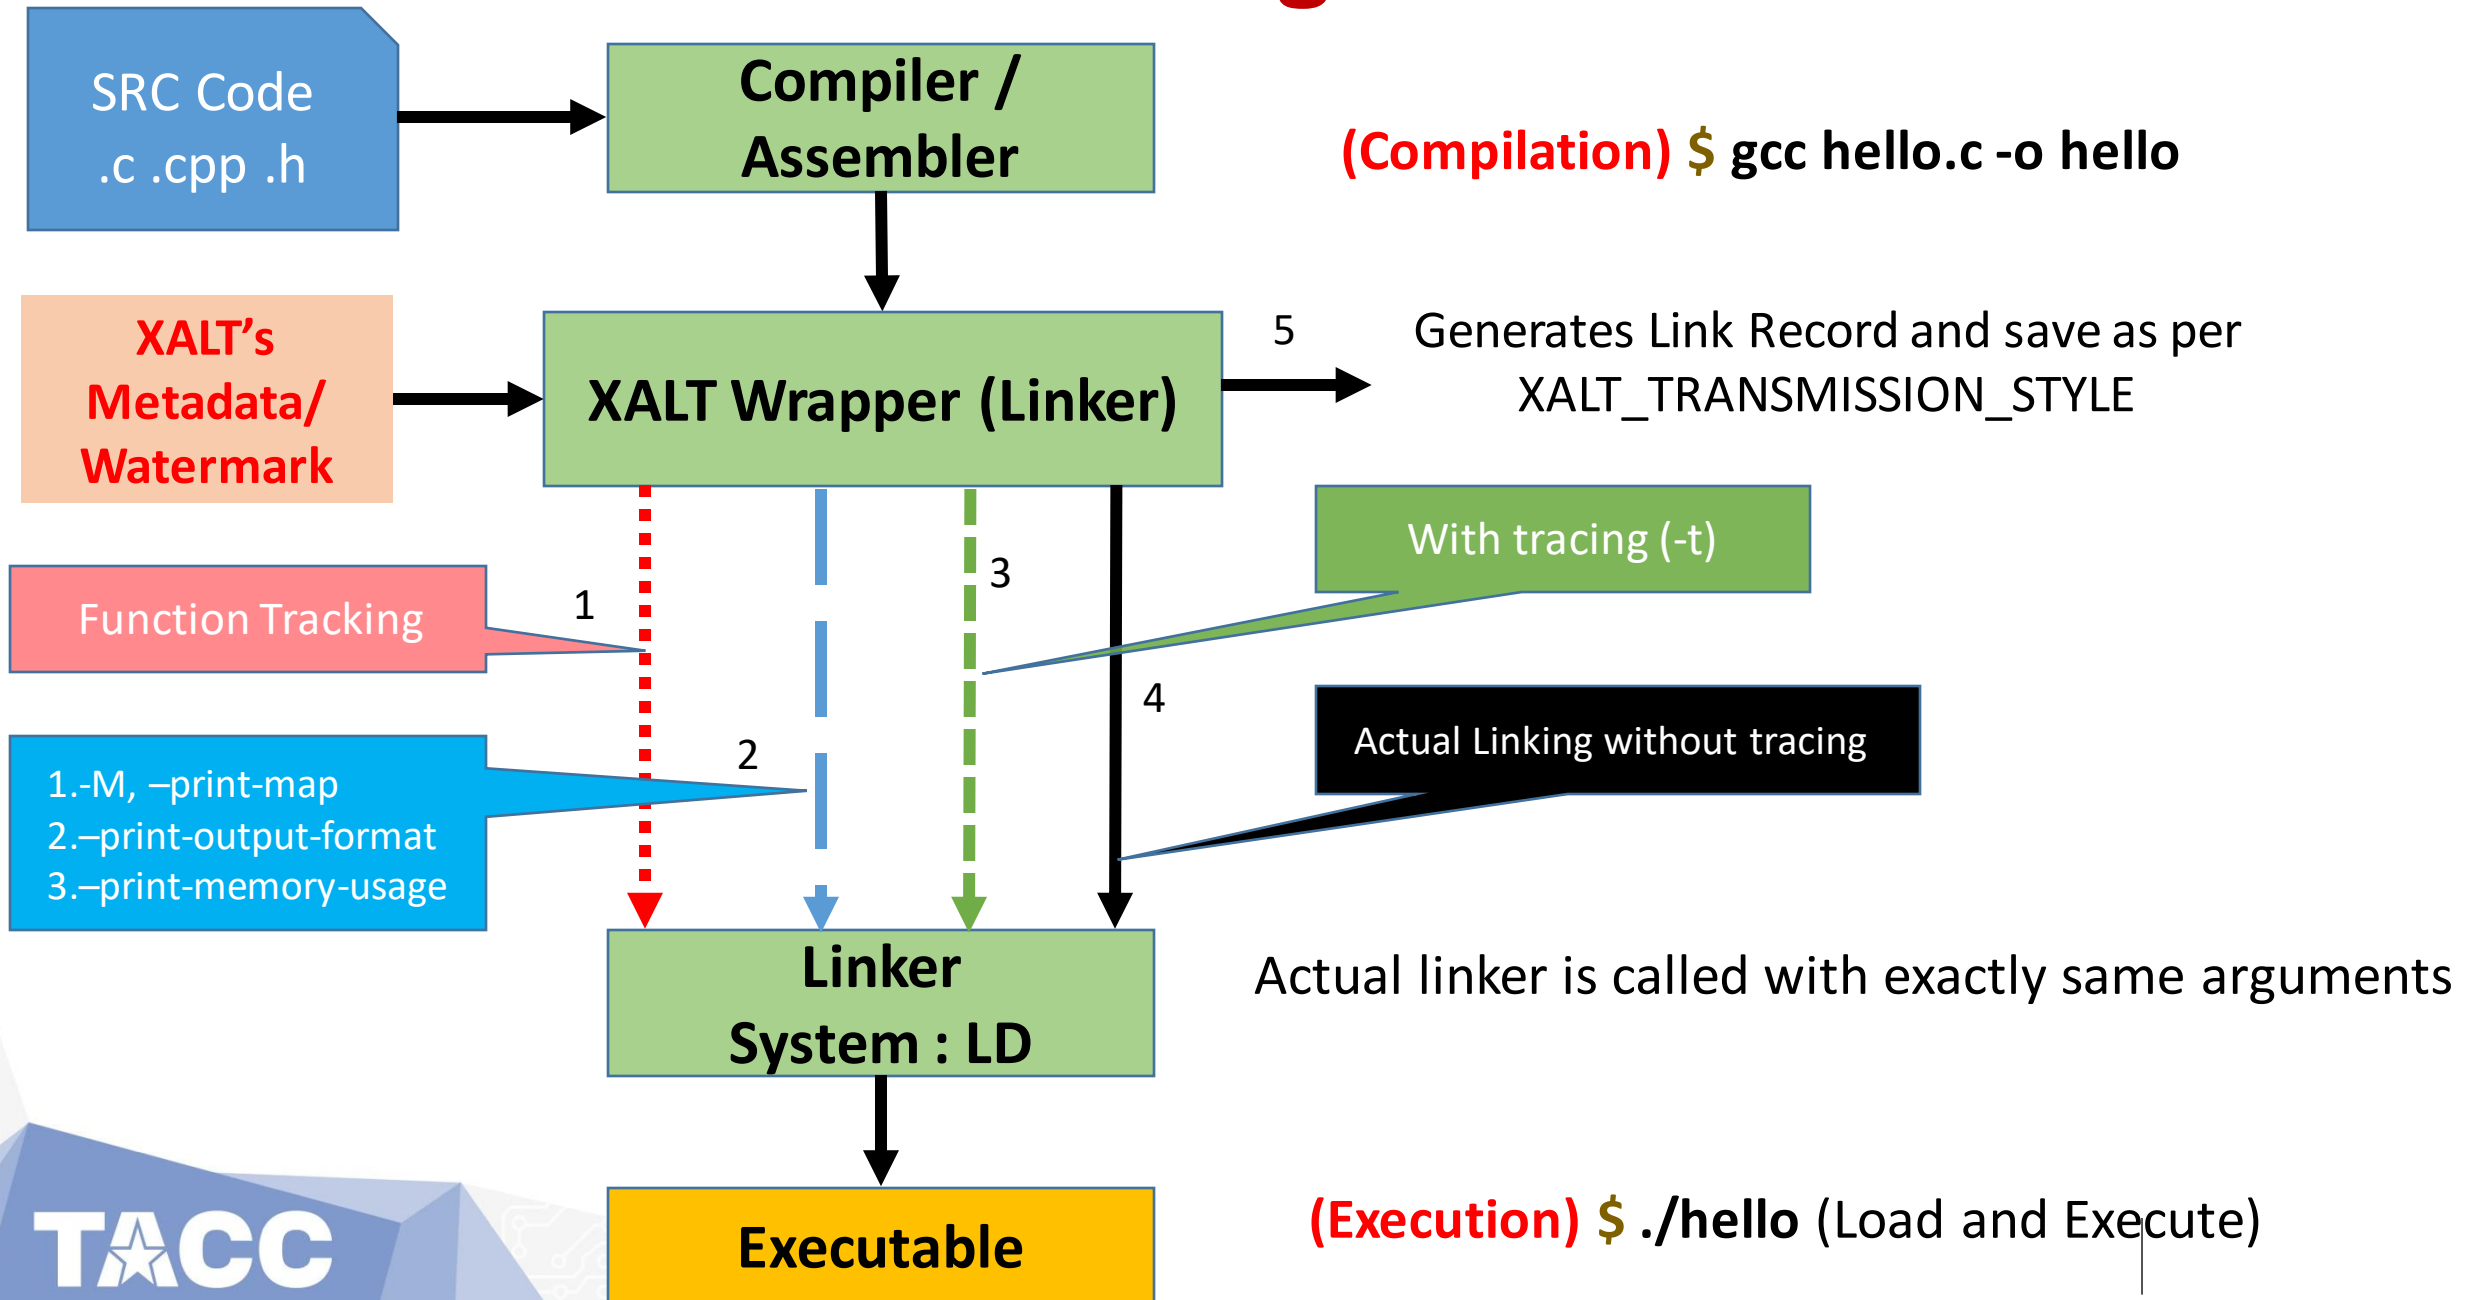 SRC Code
.c .cpp .h
Compiler /
Assembler
(Compilation) $ gcc hello.c -o hello
XALT’s
Metadata/
Watermark
XALT Wrapper (Linker)
5
Generates Link Record and save as per
XALT_TRANSMISSION_STYLE
With tracing (-t)
3
Function Tracking
1
4
Actual Linking without tracing
2
1.-M, –print-map
2.–print-output-format
3.–print-memory-usage
Linker
System : LD
Actual linker is called with exactly same arguments
Executable
(Execution) $ ./hello (Load and Execute)
TACC